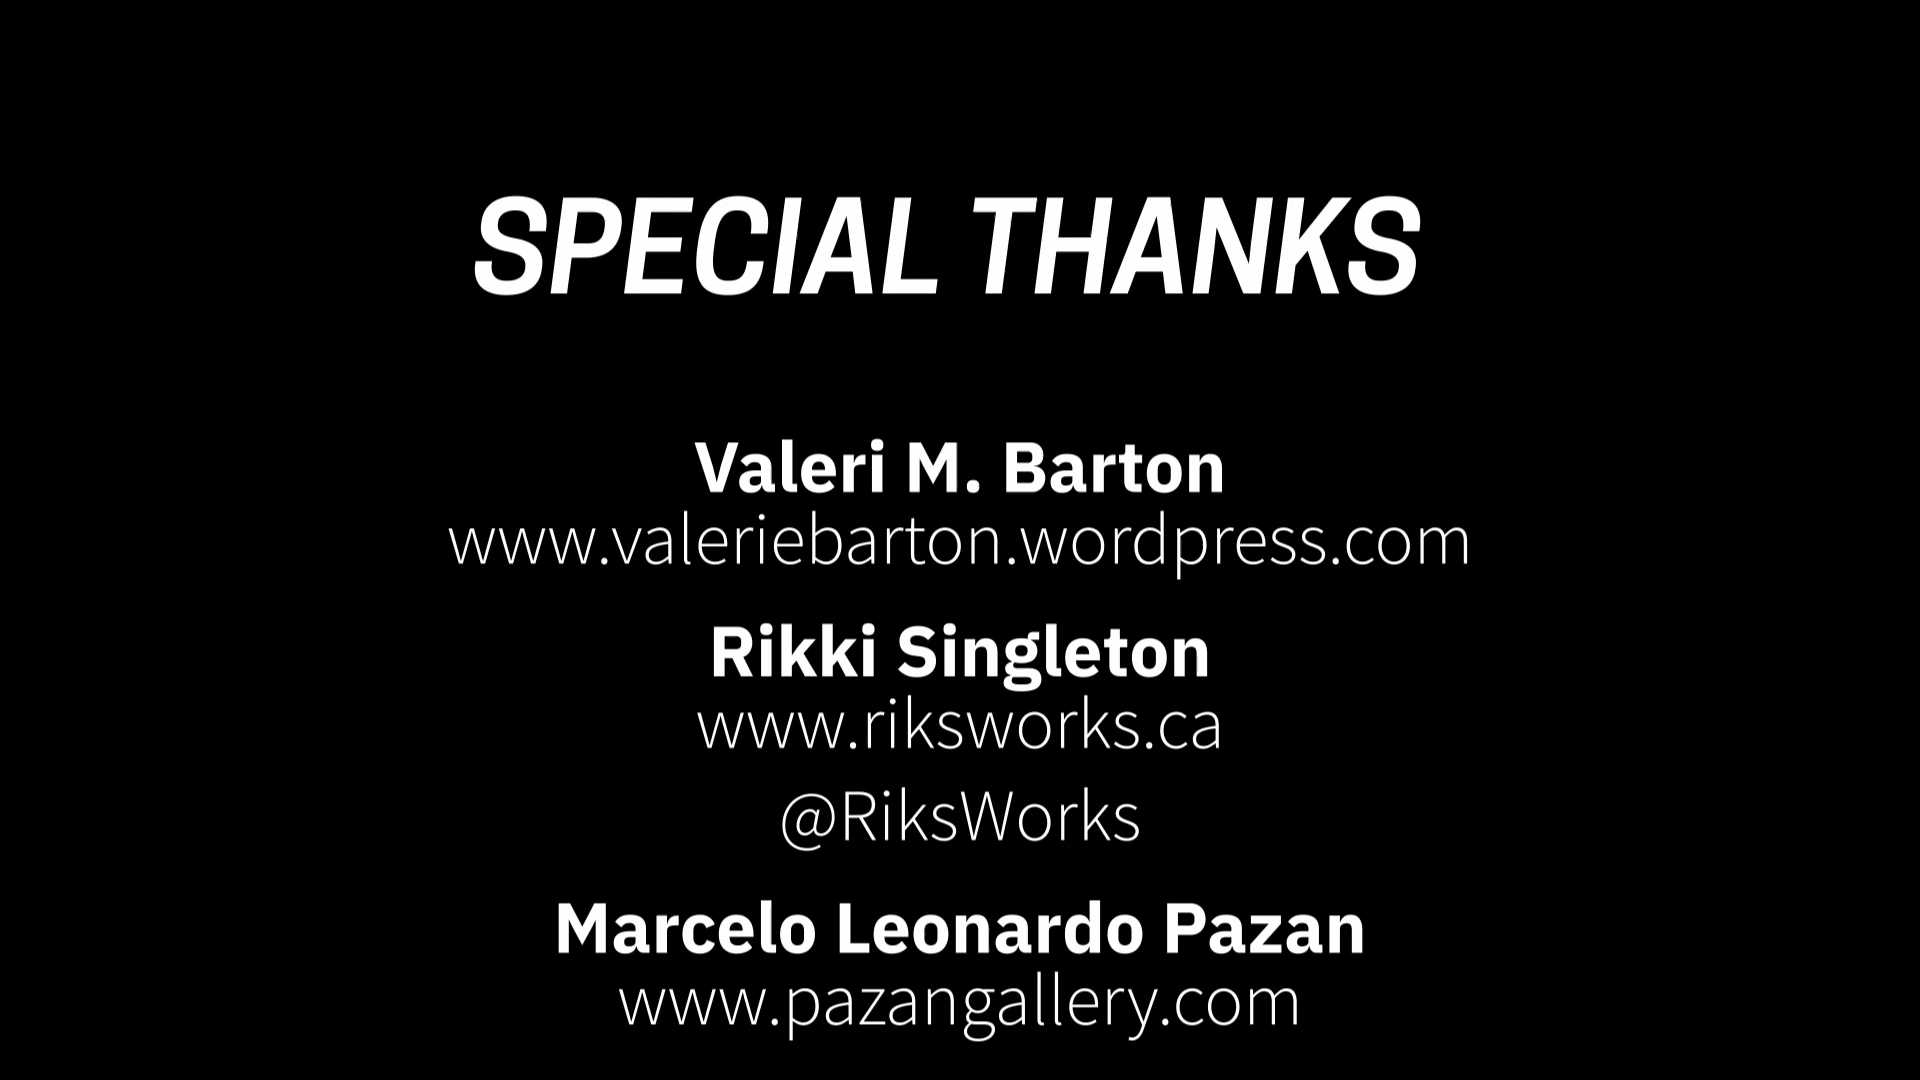 SPECIAL THANKS
Valeri M. Barton
www.valeriebarton.wordpress.com
Rikki Singleton
www.riksworks.ca
@RiksWorks
Marcelo Leonardo Pazan
www.pazangallery.com